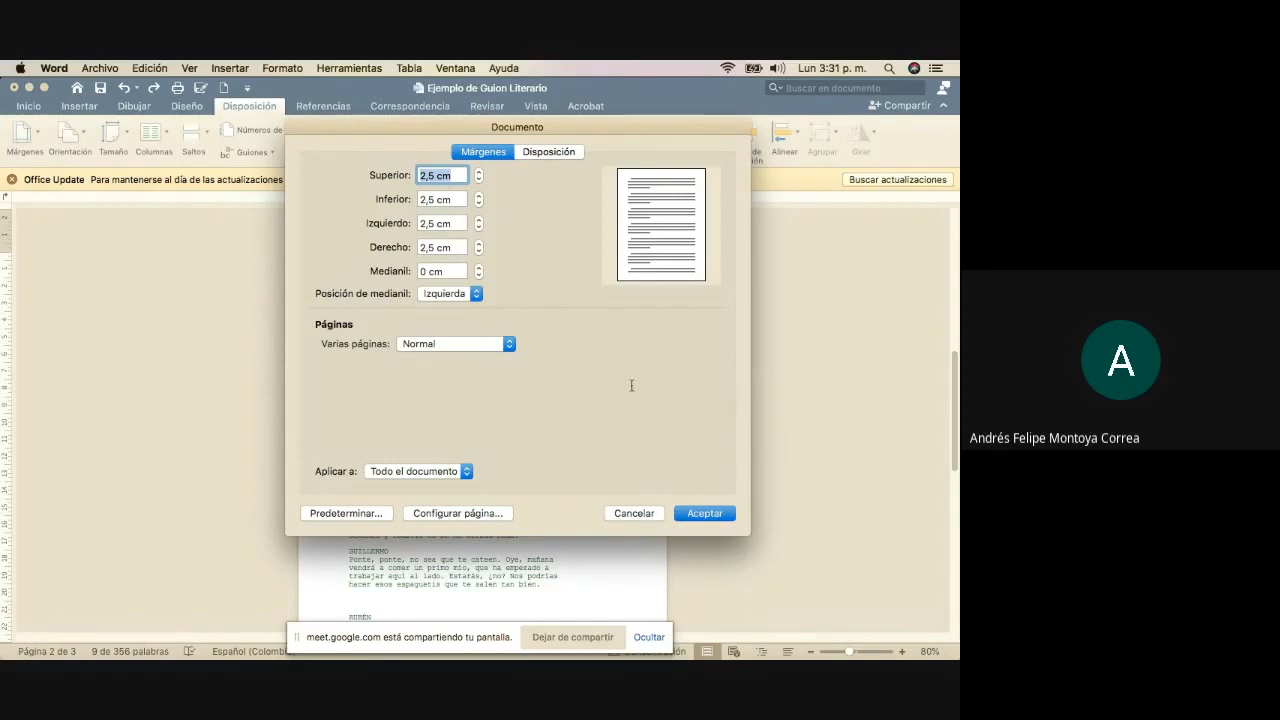 Word Archivo Edición Ver Insertar Formato Herramientas Tabla Ventana Ayuda Lun 3:31 p. m.
Ejemplo de Guion Literario
Buscar en documento
Inicio Insertar Dibujar Diseño Disposición Referencias Correspondencia Revisar Vista Acrobat Compartir
Números de
Guiones
Márgenes Orientación Tamaño Columnas Saltos
Alinear Agrupar Girar
Office Update Para mantenerse al día de las actualizaciones
Buscar actualizaciones
Documento
Márgenes Disposición
Superior: 2,5 cm
Inferior: 2,5 cm
Izquierdo: 2,5 cm
Derecho: 2,5 cm
Medianil: 0 cm
Posición de medianil: Izquierda
Páginas
Varias páginas: Normal
Aplicar a: Todo el documento
Predeterminar... Configurar página... Cancelar Aceptar
GUILLERMO
Ponte, ponte, no sea que te cateen. Oye, mañana
vendrá a comer un primo mío, que ha empezado a
trabajar aquí al lado. Estarás, ¿no? Nos podrías
hacer esos espaguetis que te salen tan bien.
RUBÉN
meet.google.com está compartiendo tu pantalla. Dejar de compartir Ocultar
Página 2 de 3 9 de 356 palabras Español (Colombia 80%
A
Andrés Felipe Montoya Correa